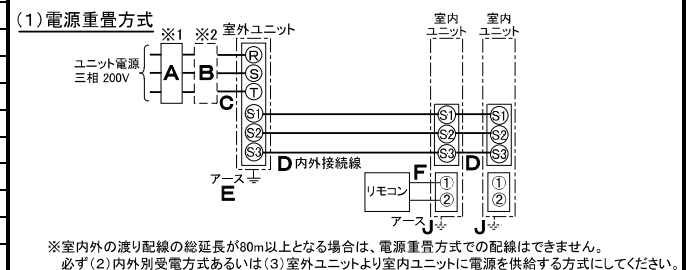 (1)電源重畳方式
※1 ※2 室外ユニット
室内
ユニット
室内
ユニット
ユニット電源
三相 200V
A
B
C
R
S
T
S1
S2
S3
S1
S2
S3
S1
S2
S3
D 内外接続線
D
アース
E
F
リモコン
①
②
①
②
アース
J
J
※室内外の渡り配線の総延長が80m以上となる場合は、電源重畳方式での配線はできません。
必ず(2)内外別受電方式あるいは(3)室外ユニットより室内ユニットに電源を供給する方式にしてください。